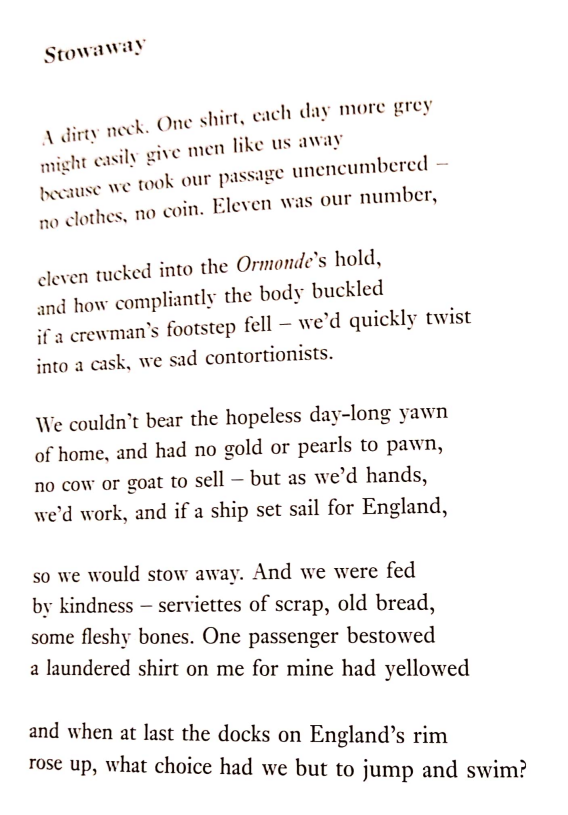 Stowaway
A dirty neck. One shirt, each day more grey
might easily give men like us away
because we took our passage unencumbered –
no clothes, no coin. Eleven was our number,
eleven tucked into the Ormonde's hold,
and how compliantly the body buckled
if a crewman's footstep fell – we'd quickly twist
into a cask, we sad contortionists.
We couldn't bear the hopeless day-long yawn
of home, and had no gold or pearls to pawn,
no cow or goat to sell – but as we'd hands,
we'd work, and if a ship set sail for England,
so we would stow away. And we were fed
by kindness – serviettes of scrap, old bread,
some fleshy bones. One passenger bestowed
a laundered shirt on me for mine had yellowed
and when at last the docks on England's rim
rose up, what choice had we but to jump and swim?